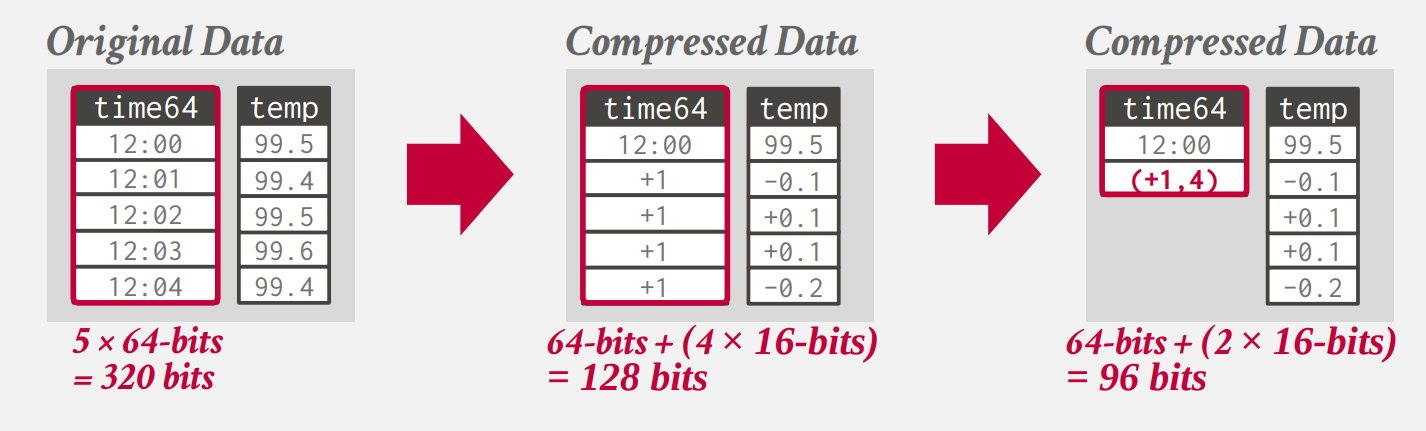 Original Data
time64 temp
12:00 99.5
12:01 99.4
12:02 99.5
12:03 99.6
12:04 99.4
5 × 64-bits
= 320 bits
Compressed Data
time64 temp
12:00 99.5
+1 -0.1
+1 +0.1
+1 +0.1
+1 -0.2
64-bits + (4 × 16-bits)
= 128 bits
Compressed Data
time64 temp
12:00 99.5
(+1,4) -0.1
+0.1
+0.1
-0.2
64-bits + (2 × 16-bits)
= 96 bits